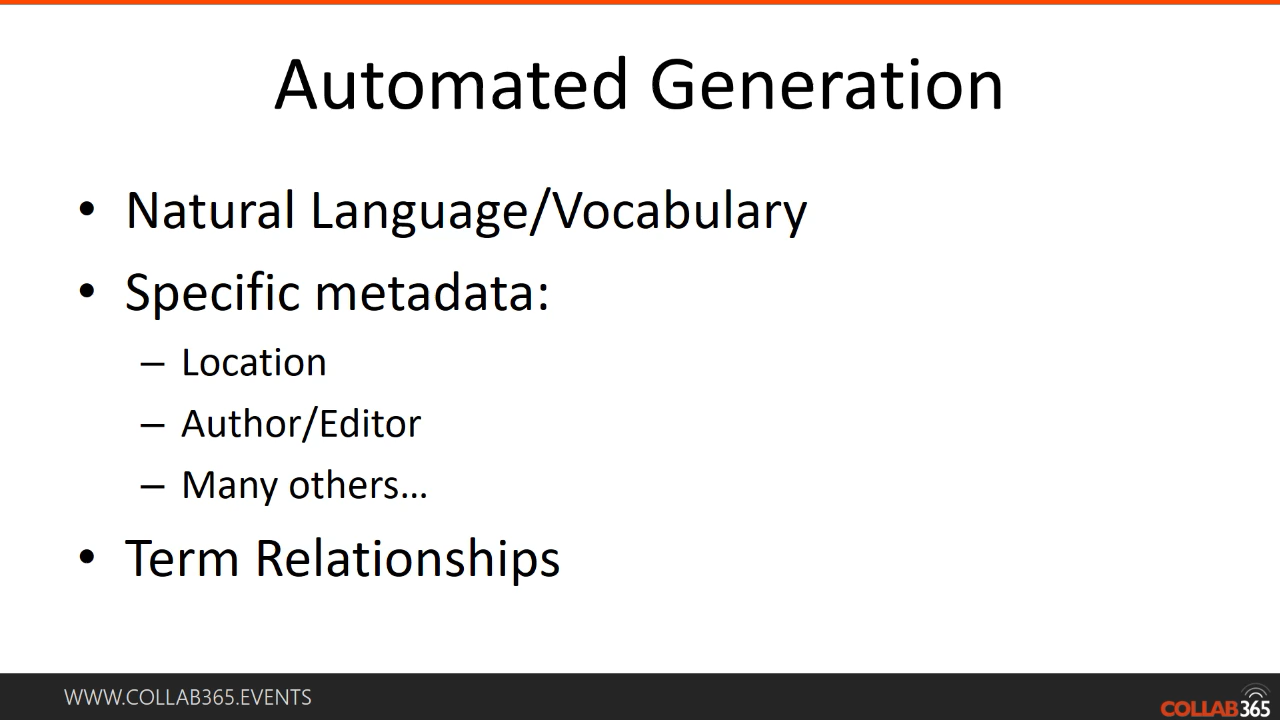 Automated Generation
• Natural Language/Vocabulary
• Specific metadata:
– Location
– Author/Editor
– Many others…
• Term Relationships
WWW.COLLAB365.EVENTS
COLLAB365